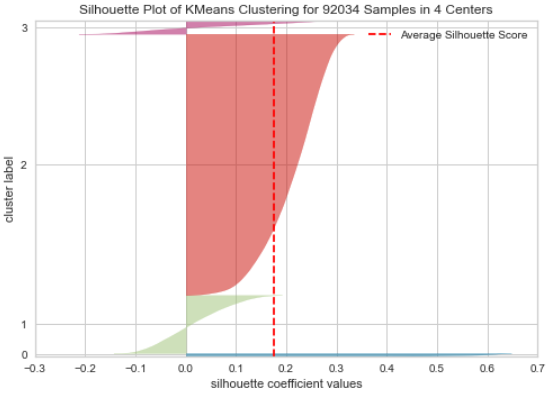 Silhouette Plot of KMeans Clustering for 92034 Samples in 4 Centers
Average Silhouette Score
3
2
1
0
cluster label
−0.3 −0.2 −0.1 0.0 0.1 0.2 0.3 0.4 0.5 0.6 0.7
silhouette coefficient values